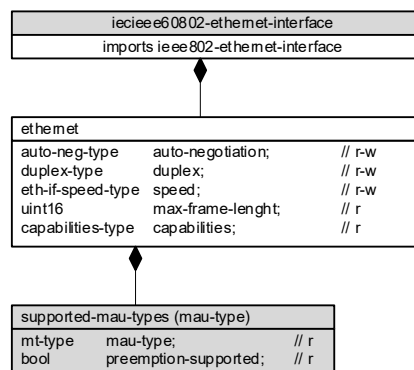 iecieee60802-ethernet-interface
imports ieee802-ethernet-interface
ethernet
auto-neg-type auto-negotiation; // r-w
duplex-type duplex; // r-w
eth-if-speed-type speed; // r-w
uint16 max-frame-lenght; // r
capabilities-type capabilities; // r
supported-mau-types (mau-type)
mt-type mau-type; // r
bool preemption-supported; // r